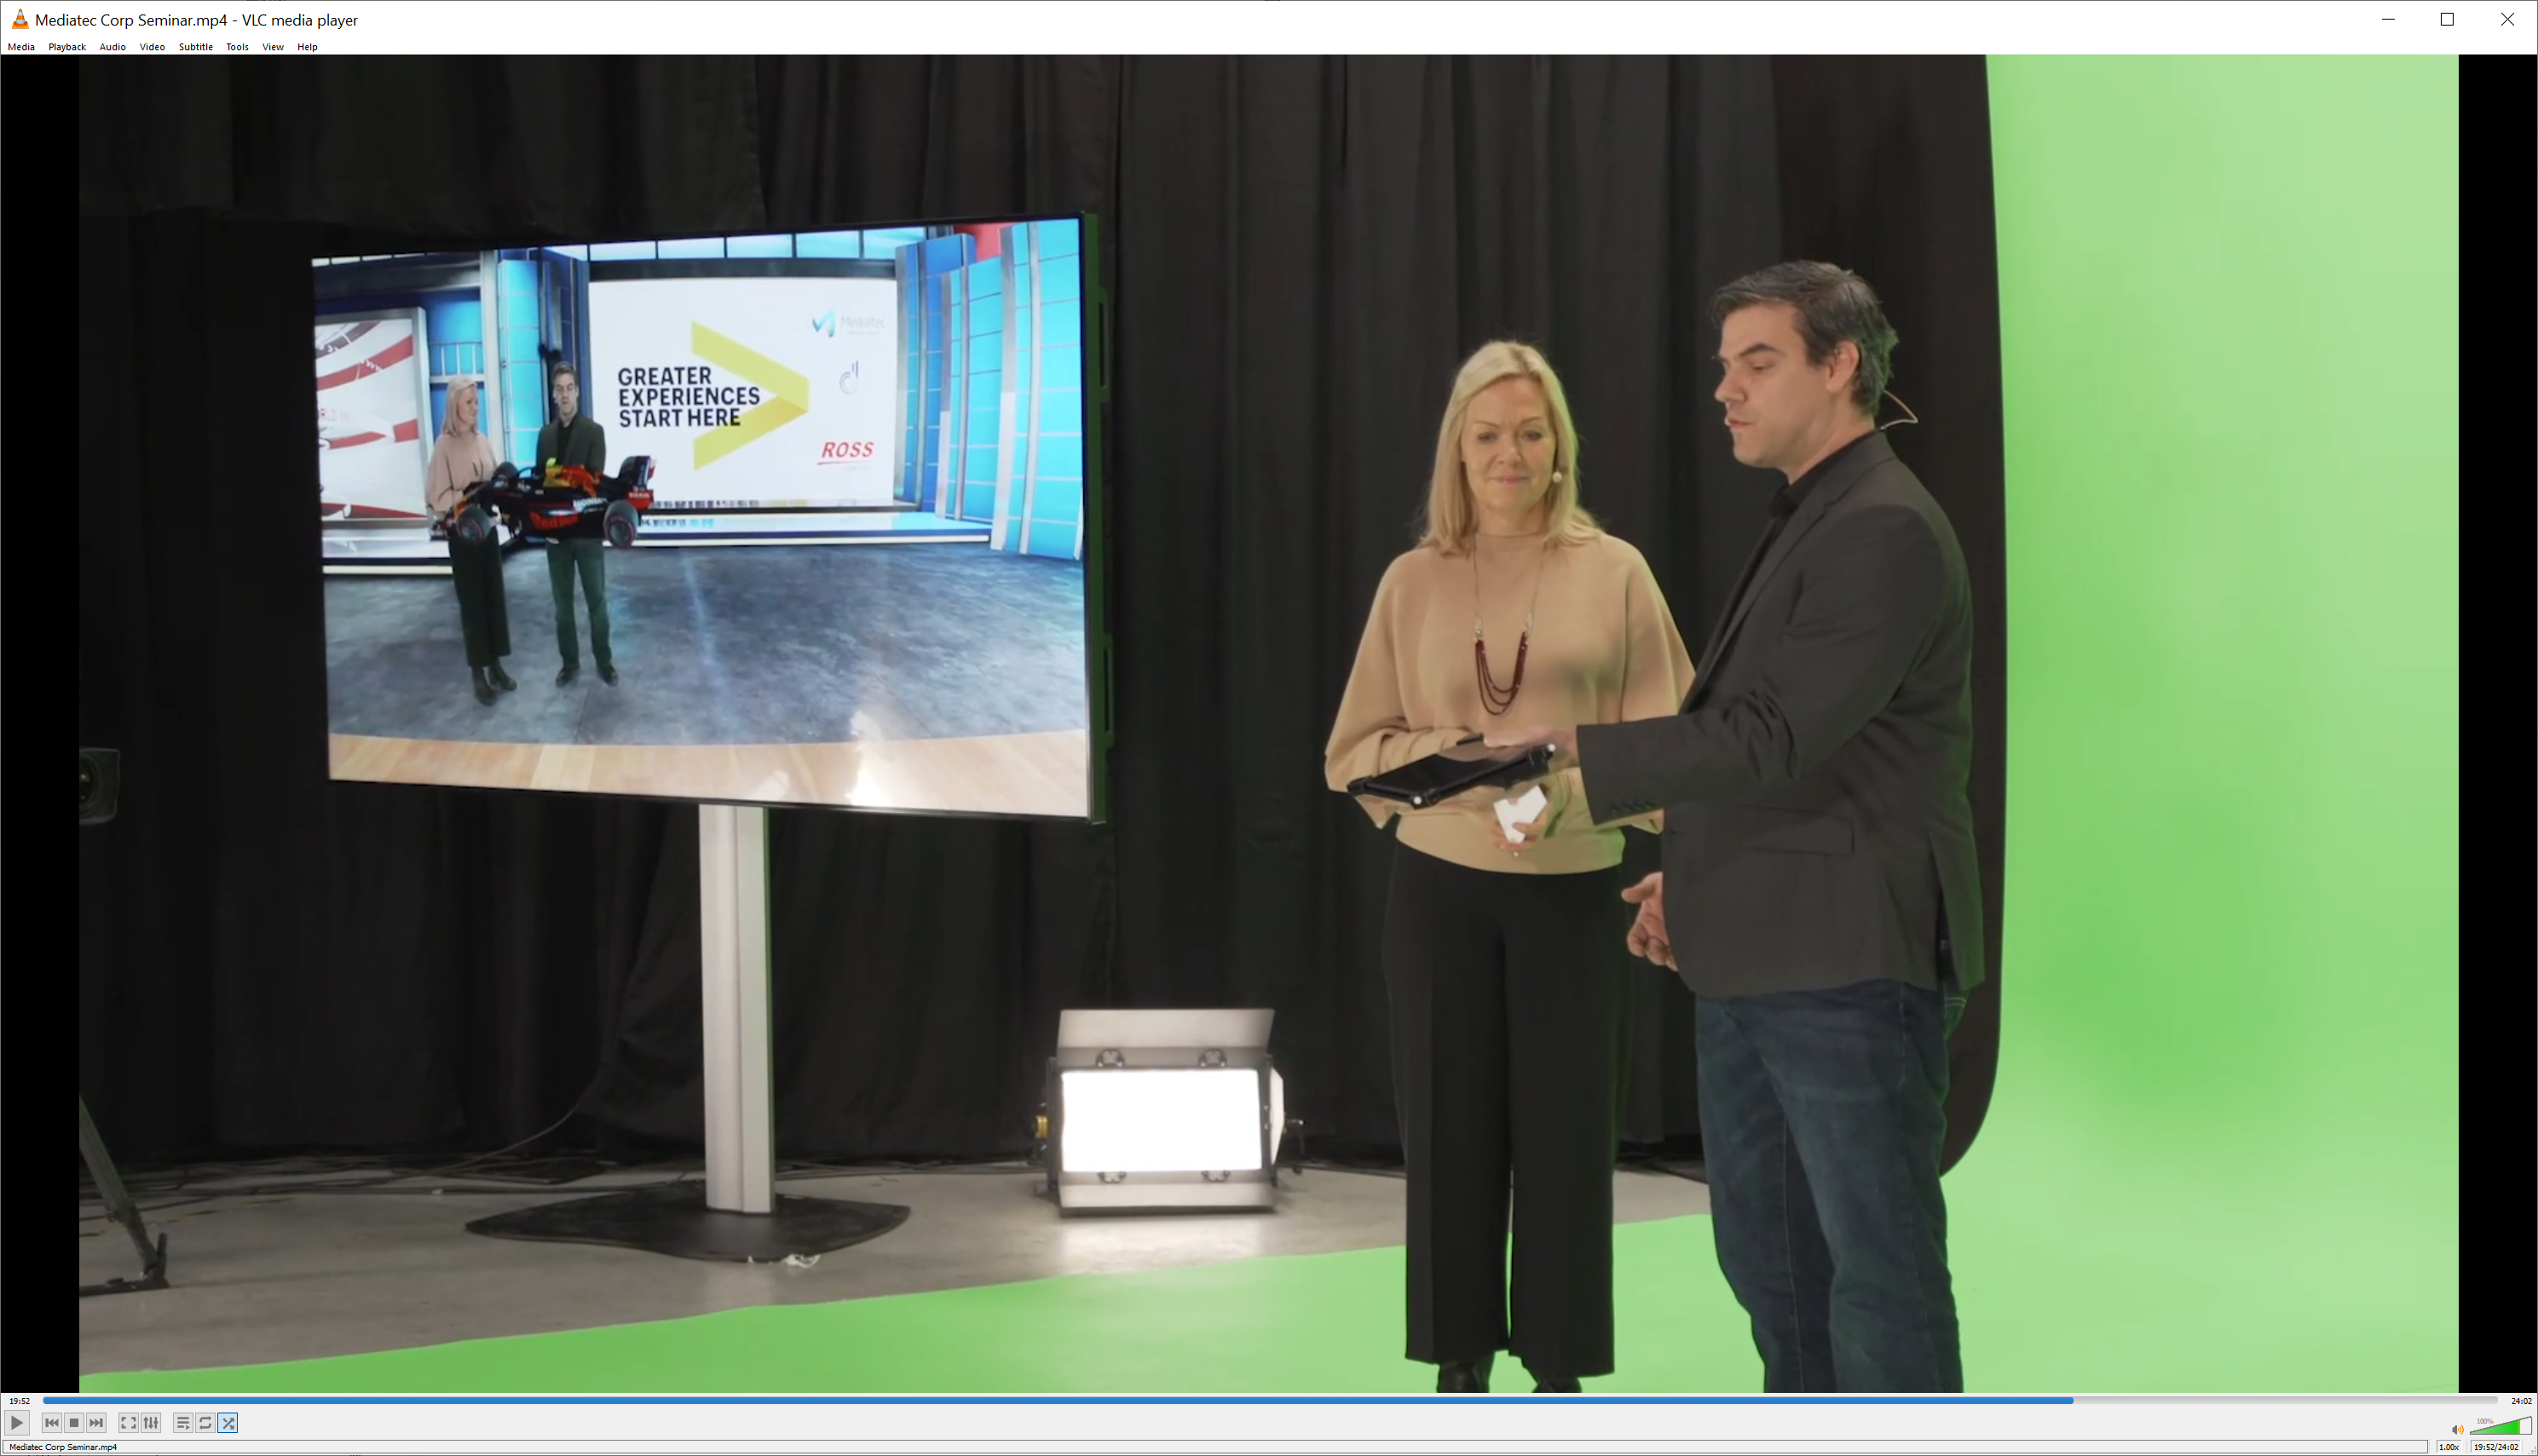 Mediatec Corp Seminar.mp4 - VLC media player
Media Playback Audio Video Subtitle Tools View Help
GREATER
EXPERIENCES
START HERE
Mediatec
ROSS
19:52
24:02
100%
Mediatec Corp Seminar.mp4
1.00x
19:52/24:02